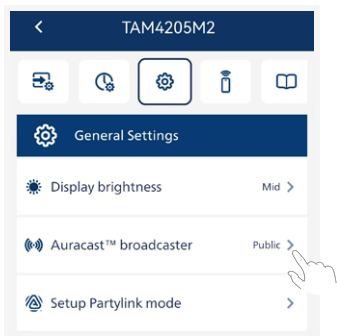 TAM4205M2
General Settings
Display brightness Mid
Auracast™ broadcaster Public
Setup Partylink mode